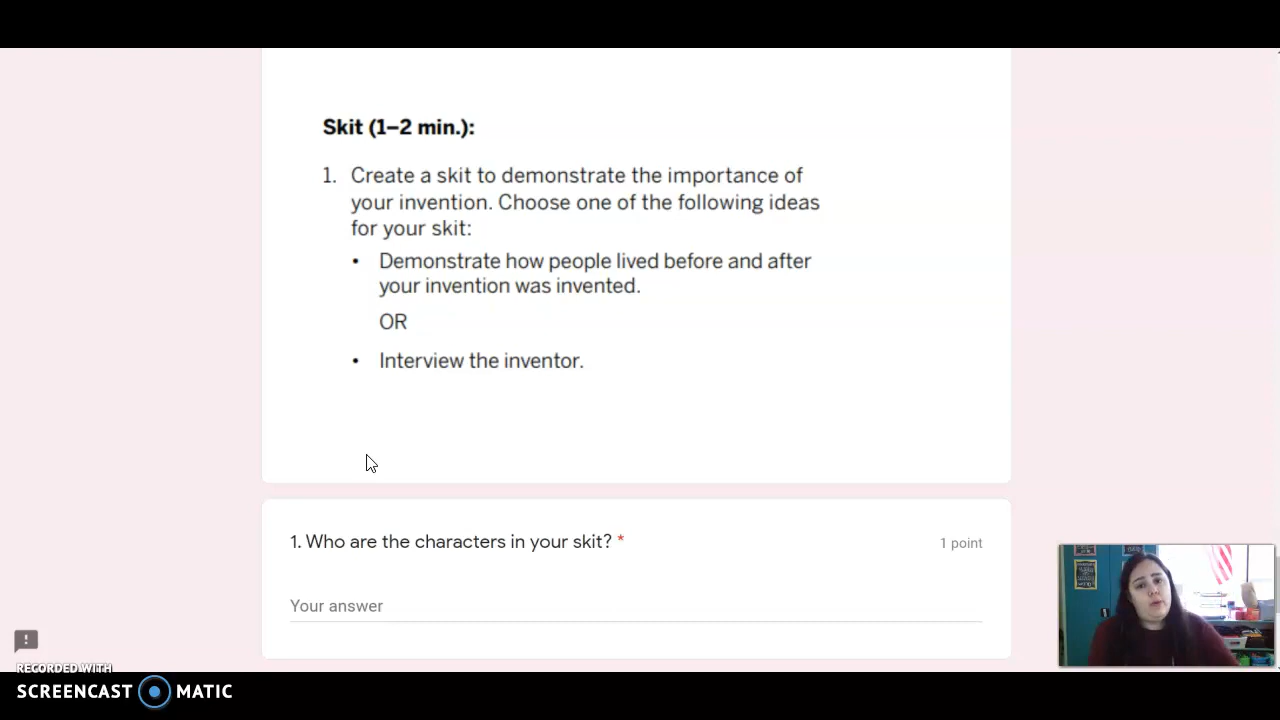 Skit (1–2 min.):
1. Create a skit to demonstrate the importance of
your invention. Choose one of the following ideas
for your skit:
• Demonstrate how people lived before and after
your invention was invented.
OR
• Interview the inventor.
1. Who are the characters in your skit? *
1 point
Your answer
RECORDED WITH
SCREENCAST MATIC